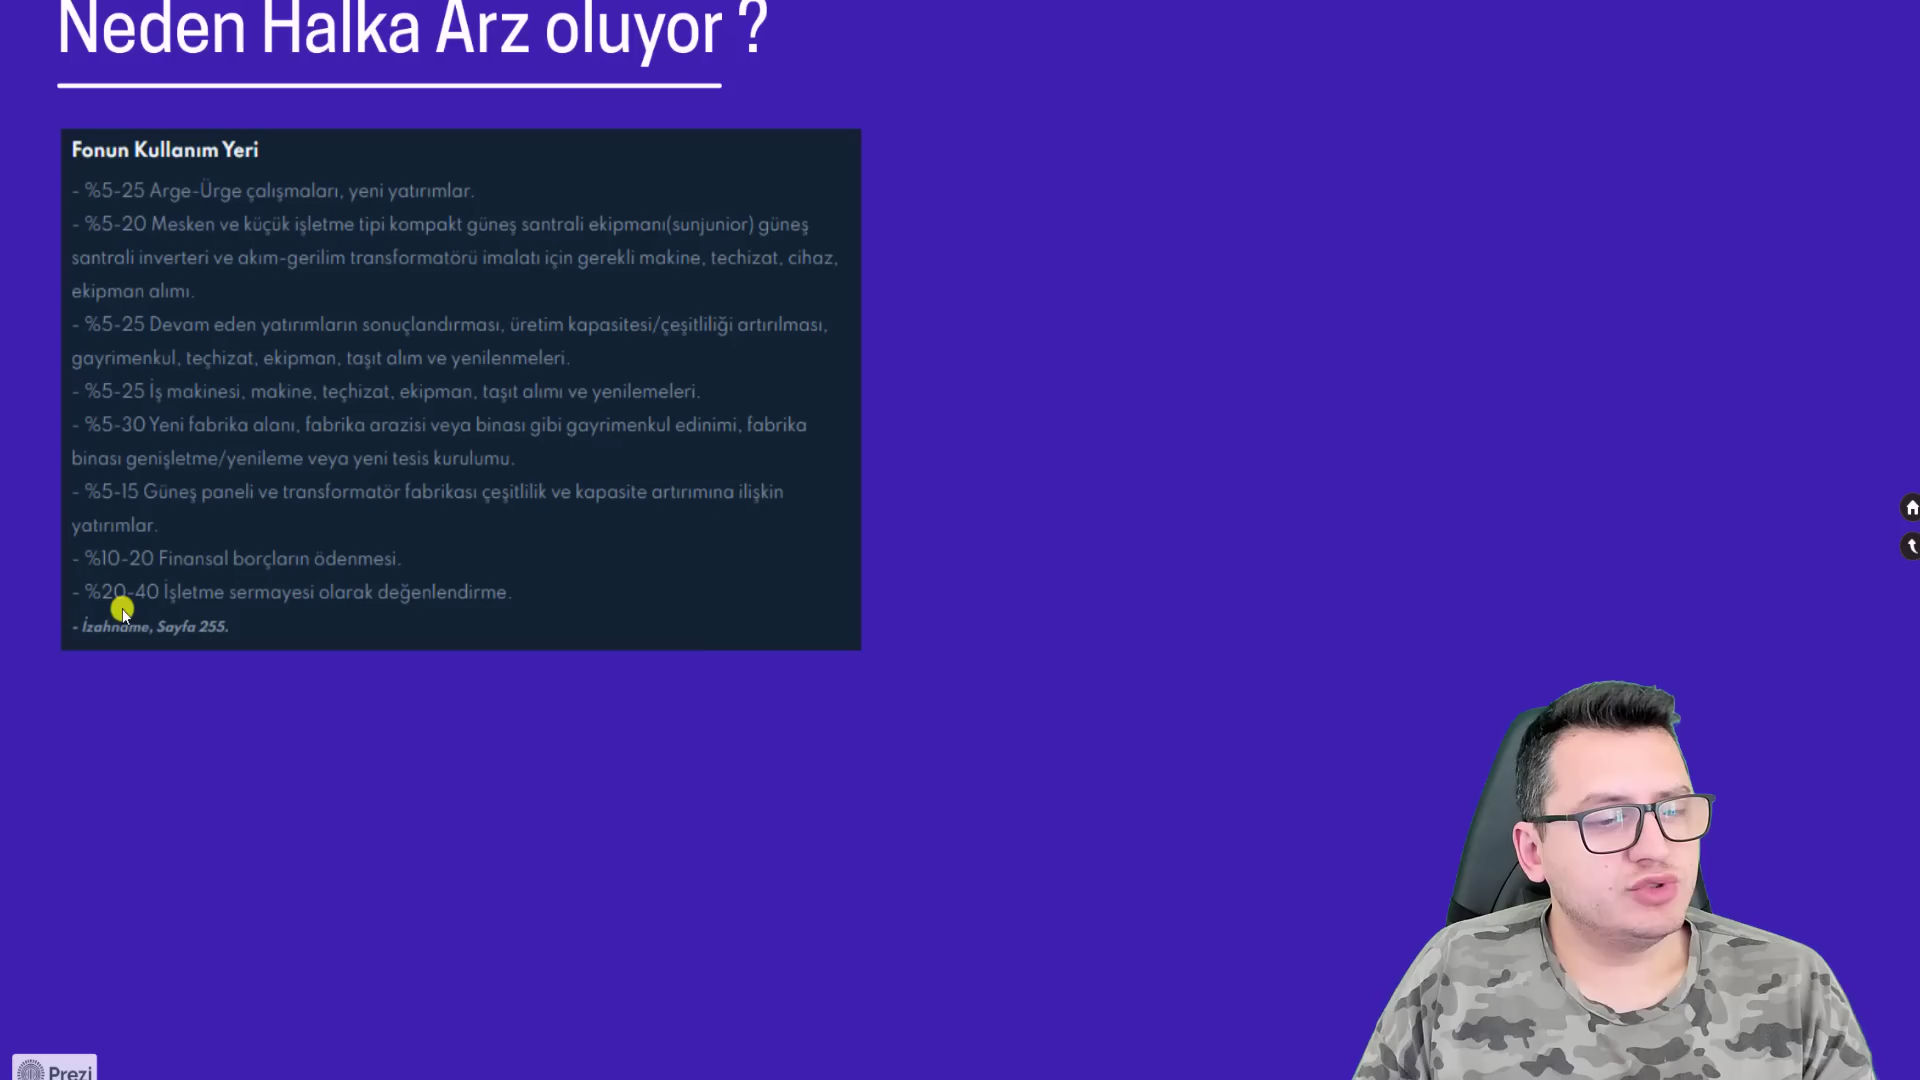 Neden Halka Arz oluyor ?
Fonun Kullanım Yeri
- %5-25 Arge-Ürge çalışmaları, yeni yatırımlar.
- %5-20 Mesken ve küçük işletme tipi kompakt güneş santrali ekipmanı(sunjunior) güneş
santrali inverteri ve akım-gerilim transformatörü imalatı için gerekli makine, techizat, cihaz,
ekipman alımı.
- %5-25 Devam eden yatırımların sonuçlandırması, üretim kapasitesi/çeşitliliği artırılması,
gayrimenkul, teçhizat, ekipman, taşıt alım ve yenilenmeleri.
- %5-25 İş makinesi, makine, teçhizat, ekipman, taşıt alımı ve yenilemeleri.
- %5-30 Yeni fabrika alanı, fabrika arazisi veya binası gibi gayrimenkul edinimi, fabrika
binası genişletme/yenileme veya yeni tesis kurulumu.
- %5-15 Güneş paneli ve transformatör fabrikası çeşitlilik ve kapasite artırımına ilişkin
yatırımlar.
- %10-20 Finansal borçların ödenmesi.
- %20-40 İşletme sermayesi olarak değenlendirme.
- İzahname, Sayfa 255.
Prezi